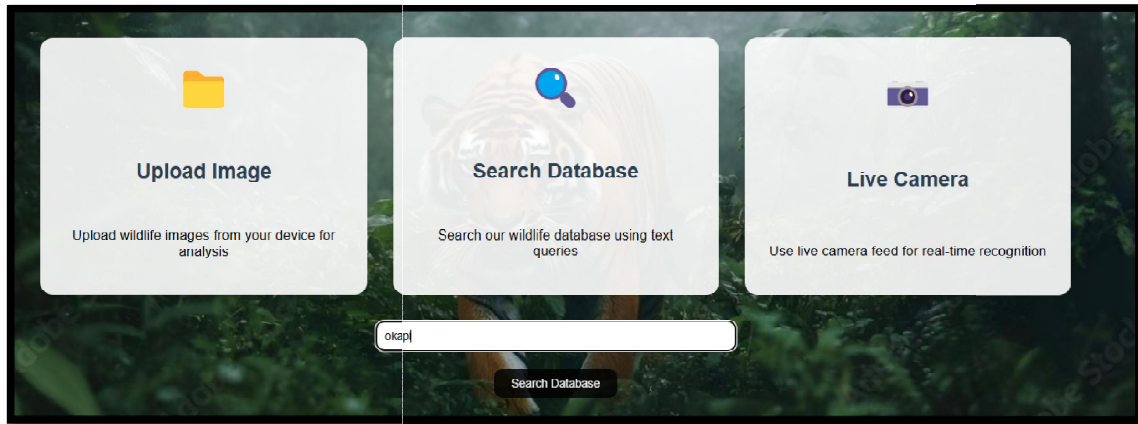 Upload Image
Upload wildlife images from your device for
analysis
Search Database
Search our wildlife database using text
queries
Live Camera
Use live camera feed for real-time recognition
okapi
Search Database